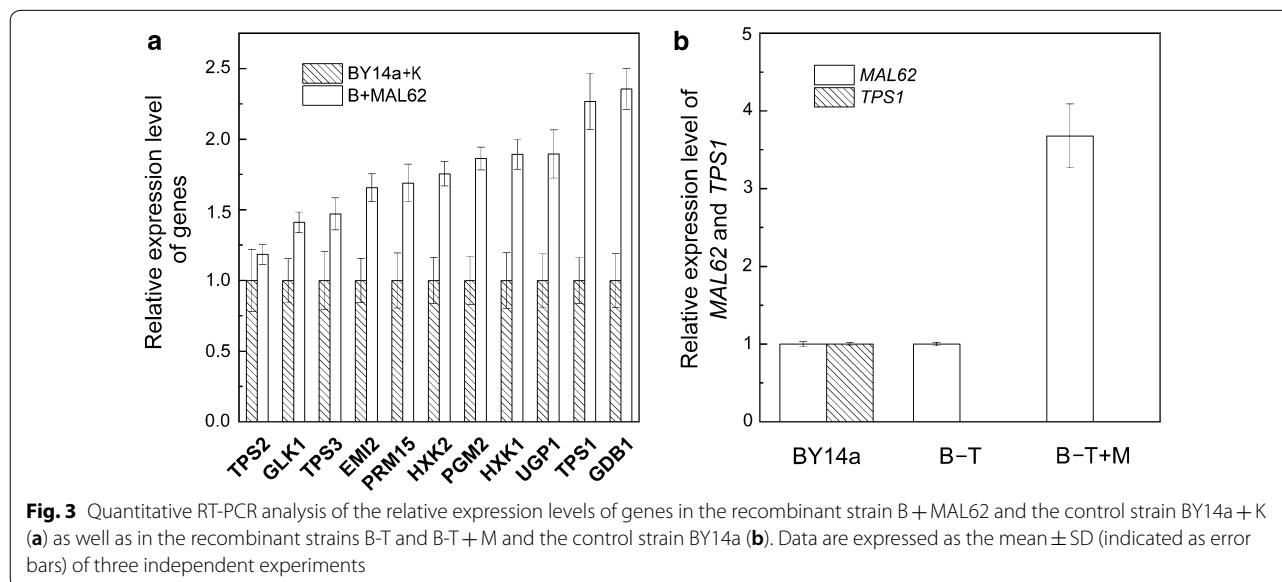 a
Relative expression level
of genes
2.5
2.0
1.5
1.0
0.5
0.0
BY14a+K
B+MAL62
TPS2
GLK1
TPS3
EMI2
PRM15
HXK2
PGM2
HXK1
UGP1
TPS1
GDB1
b
Relative expression level of
MAL62 and TPS1
5
4
3
2
1
0
MAL62
TPS1
BY14a
B−T
B−T+M
Fig. 3 Quantitative RT-PCR analysis of the relative expression levels of genes in the recombinant strain B + MAL62 and the control strain BY14a + K
(a) as well as in the recombinant strains B-T and B-T + M and the control strain BY14a (b). Data are expressed as the mean ± SD (indicated as error
bars) of three independent experiments